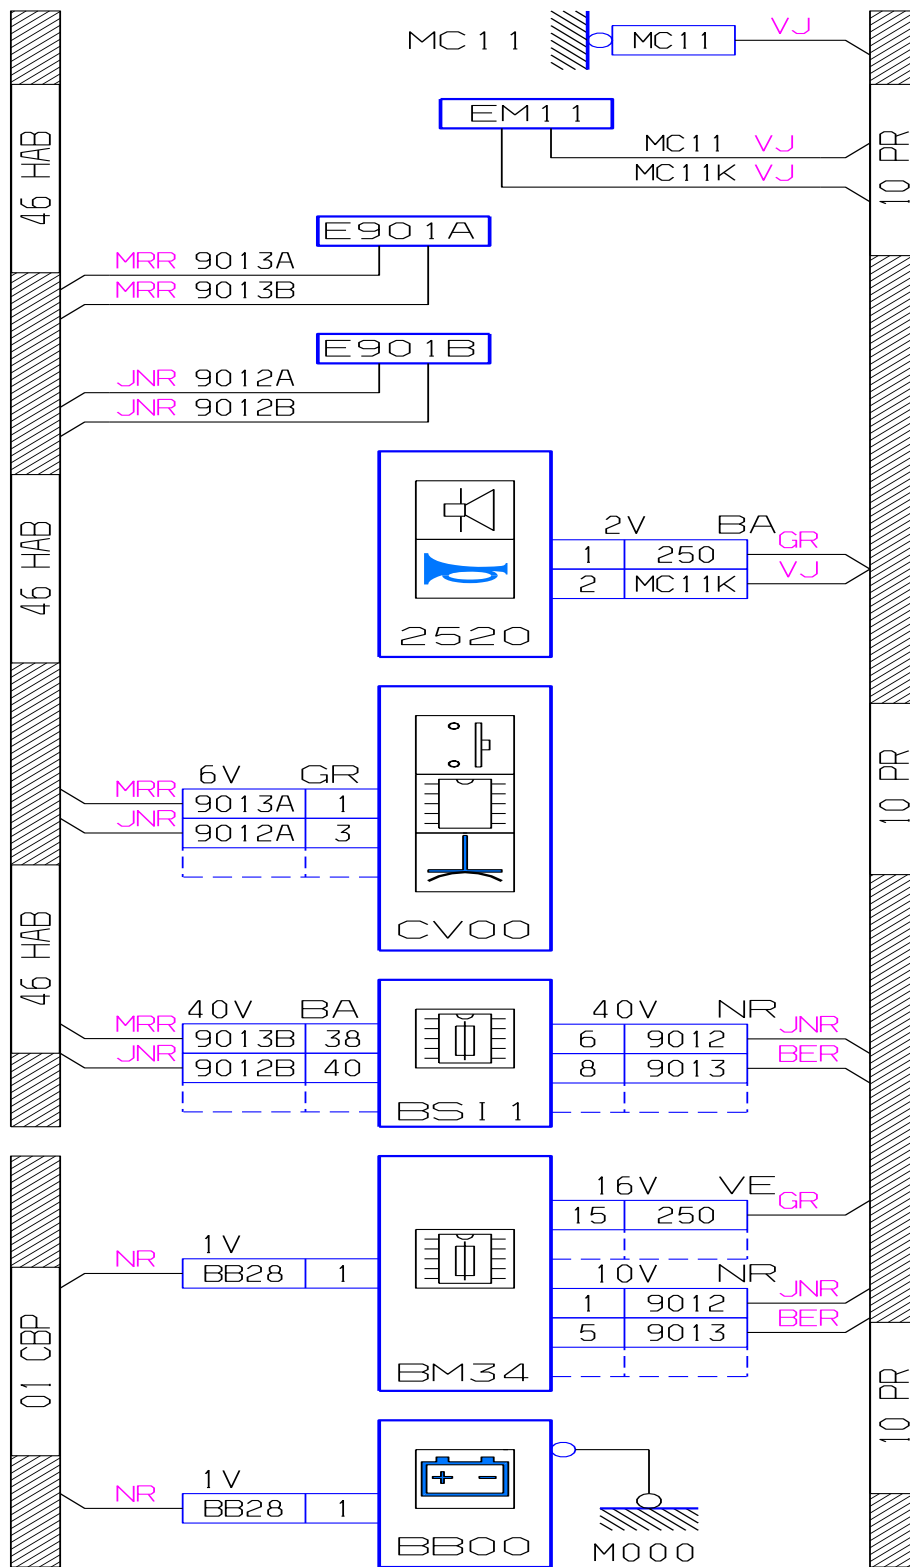 MC11 MC11 VJ
EM11
MC11 VJ
MC11K VJ
46 HAB
10 PR
E901A
MRR 9013A
MRR 9013B
E901B
JNR 9012A
JNR 9012B
2V BA
1 250 GR
2 MC11K VJ
2520
46 HAB
10 PR
6V GR
MRR 9013A 1
JNR 9012A 3
CV00
46 HAB
40V BA 40V NR
MRR 9013B 38 6 9012 JNR
JNR 9012B 40 8 9013 BER
BSI1
16V VE
15 250 GR
1V
NR BB28 1
10V NR
1 9012 JNR
5 9013 BER
BM34
01 CBP
10 PR
1V
NR BB28 1
+ -
BB00
M000